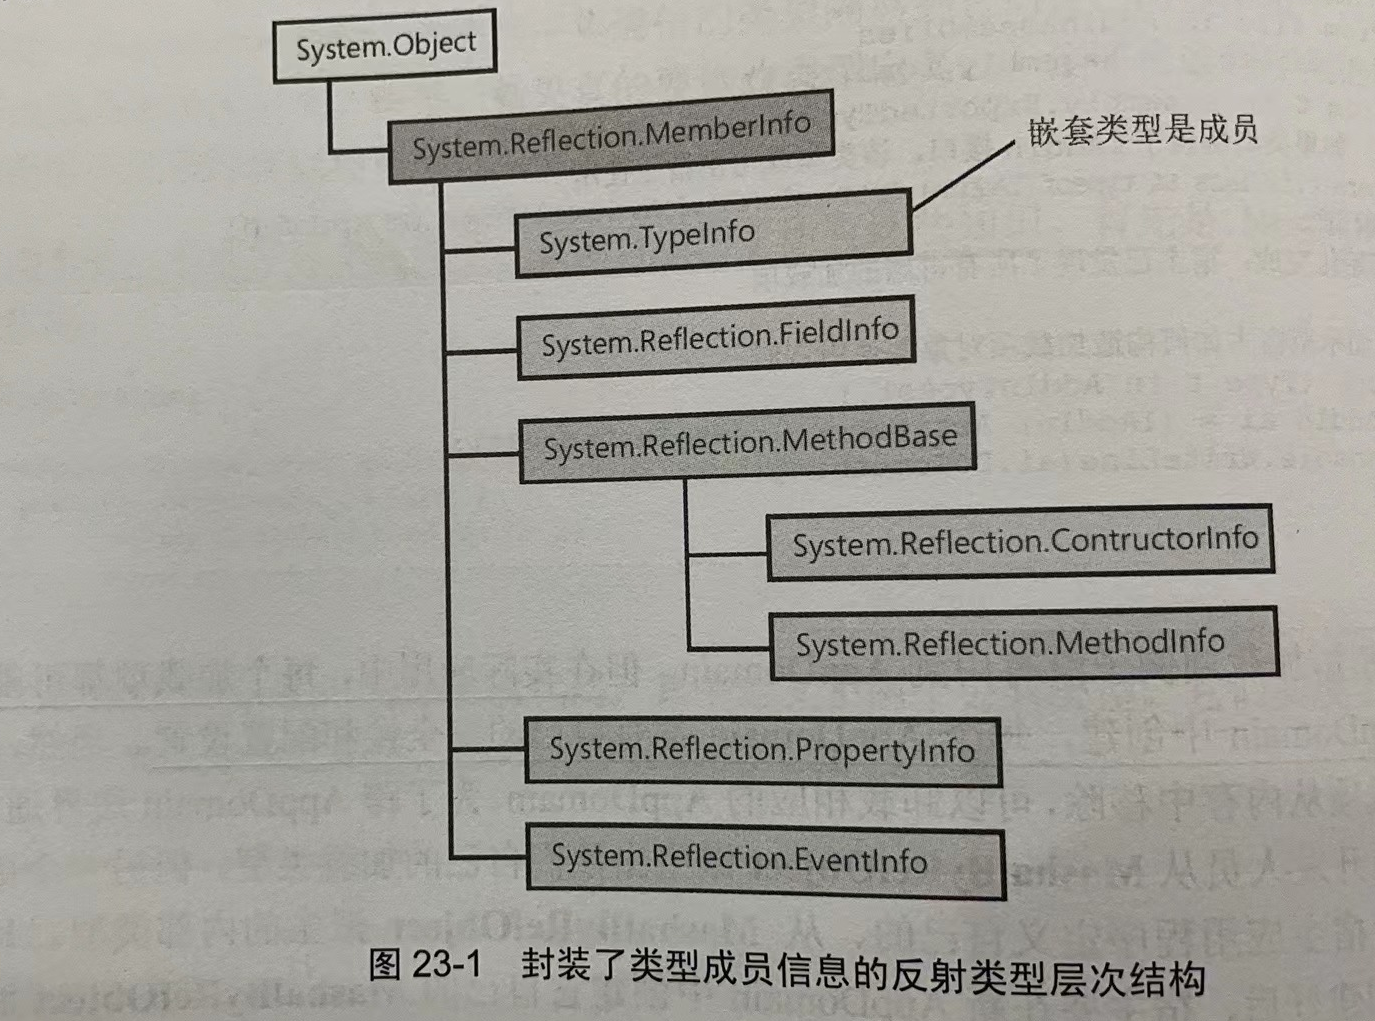 System.Object
System.Reflection.MemberInfo
嵌套类型是成员
System.TypeInfo
System.Reflection.FieldInfo
System.Reflection.MethodBase
System.Reflection.ContructorInfo
System.Reflection.MethodInfo
System.Reflection.PropertyInfo
System.Reflection.EventInfo
图 23-1 封装了类型成员信息的反射类型层次结构